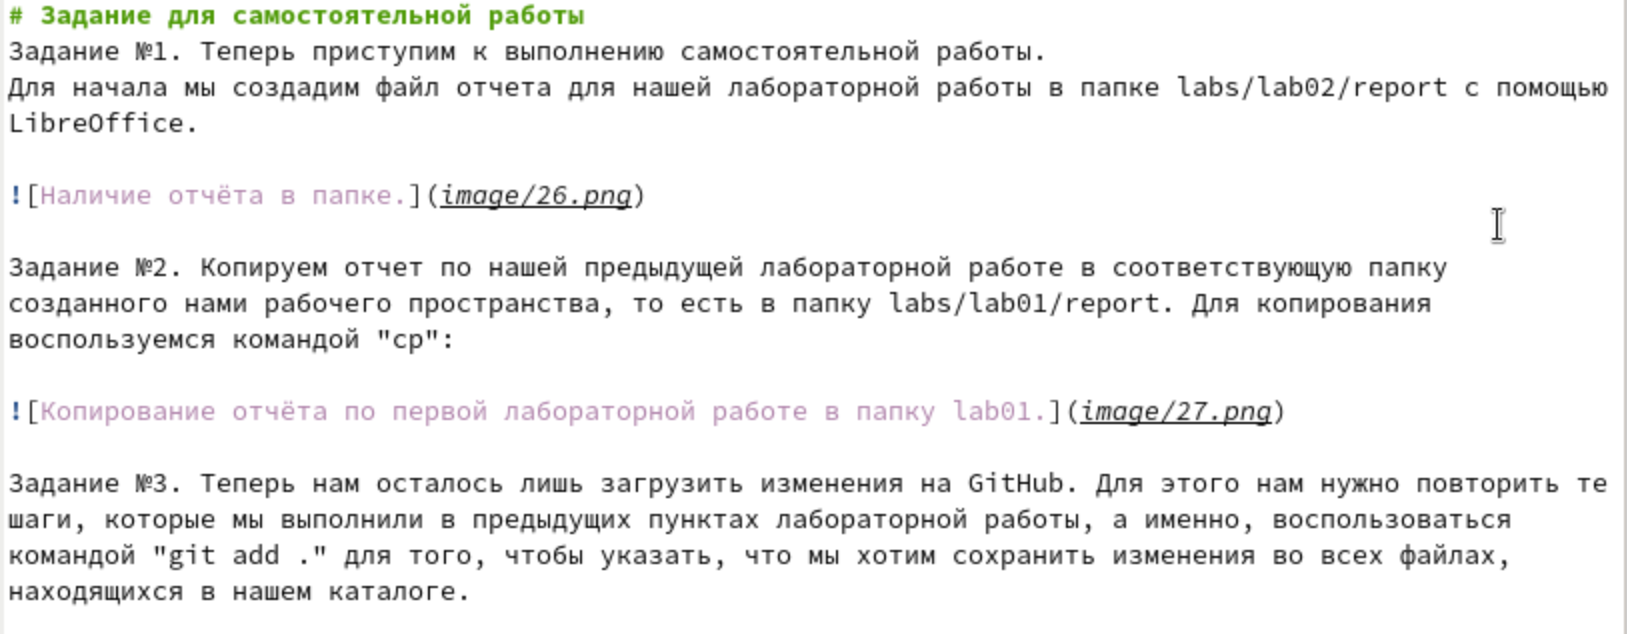 # Задание для самостоятельной работы
Задание №1. Теперь приступим к выполнению самостоятельной работы.
Для начала мы создадим файл отчета для нашей лабораторной работы в папке labs/lab02/report с помощью
LibreOffice.
![Наличие отчёта в папке.](image/26.png)
Задание №2. Копируем отчет по нашей предыдущей лабораторной работе в соответствующую папку
созданного нами рабочего пространства, то есть в папку labs/lab01/report. Для копирования
воспользуемся командой "cp":
![Копирование отчёта по первой лабораторной работе в папку lab01.](image/27.png)
Задание №3. Теперь нам осталось лишь загрузить изменения на GitHub. Для этого нам нужно повторить те
шаги, которые мы выполнили в предыдущих пунктах лабораторной работы, а именно, воспользоваться
командой "git add ." для того, чтобы указать, что мы хотим сохранить изменения во всех файлах,
находящихся в нашем каталоге.